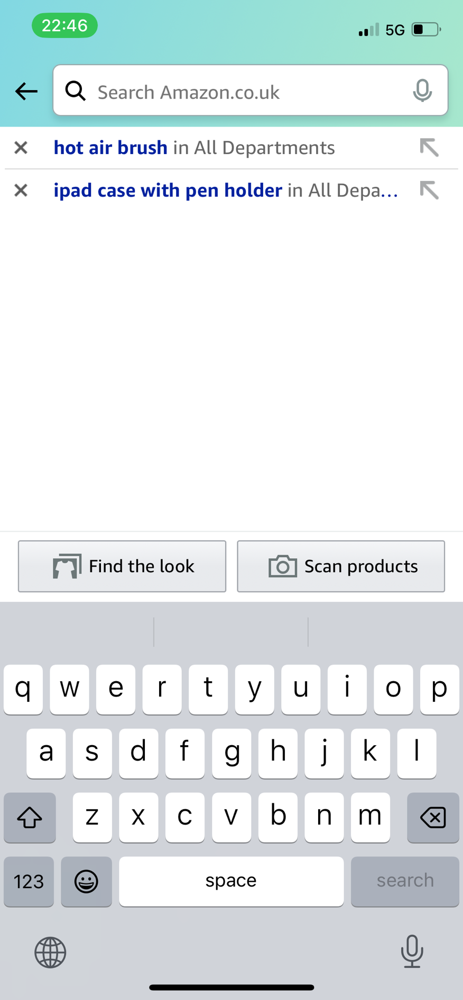 22:46 5G
Search Amazon.co.uk
hot air brush in All Departments
ipad case with pen holder in All Depa...
Find the look Scan products
q w e r t y u i o p
a s d f g h j k l
z x c v b n m
123 space search